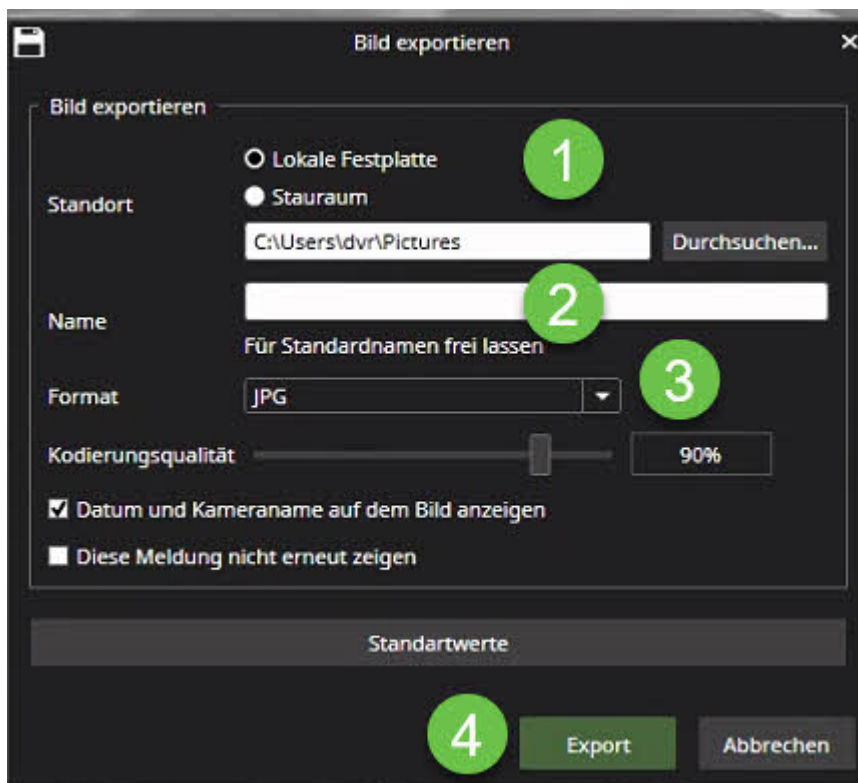 Bild exportieren
Bild exportieren
Lokale Festplatte
1
Stauraum
Standort
C:\Users\dvr\Pictures
Durchsuchen...
2
Name
Für Standardnamen frei lassen
3
Format
JPG
Kodierungsqualität
90%
Datum und Kameraname auf dem Bild anzeigen
Diese Meldung nicht erneut zeigen
Standartwerte
4
Export
Abbrechen